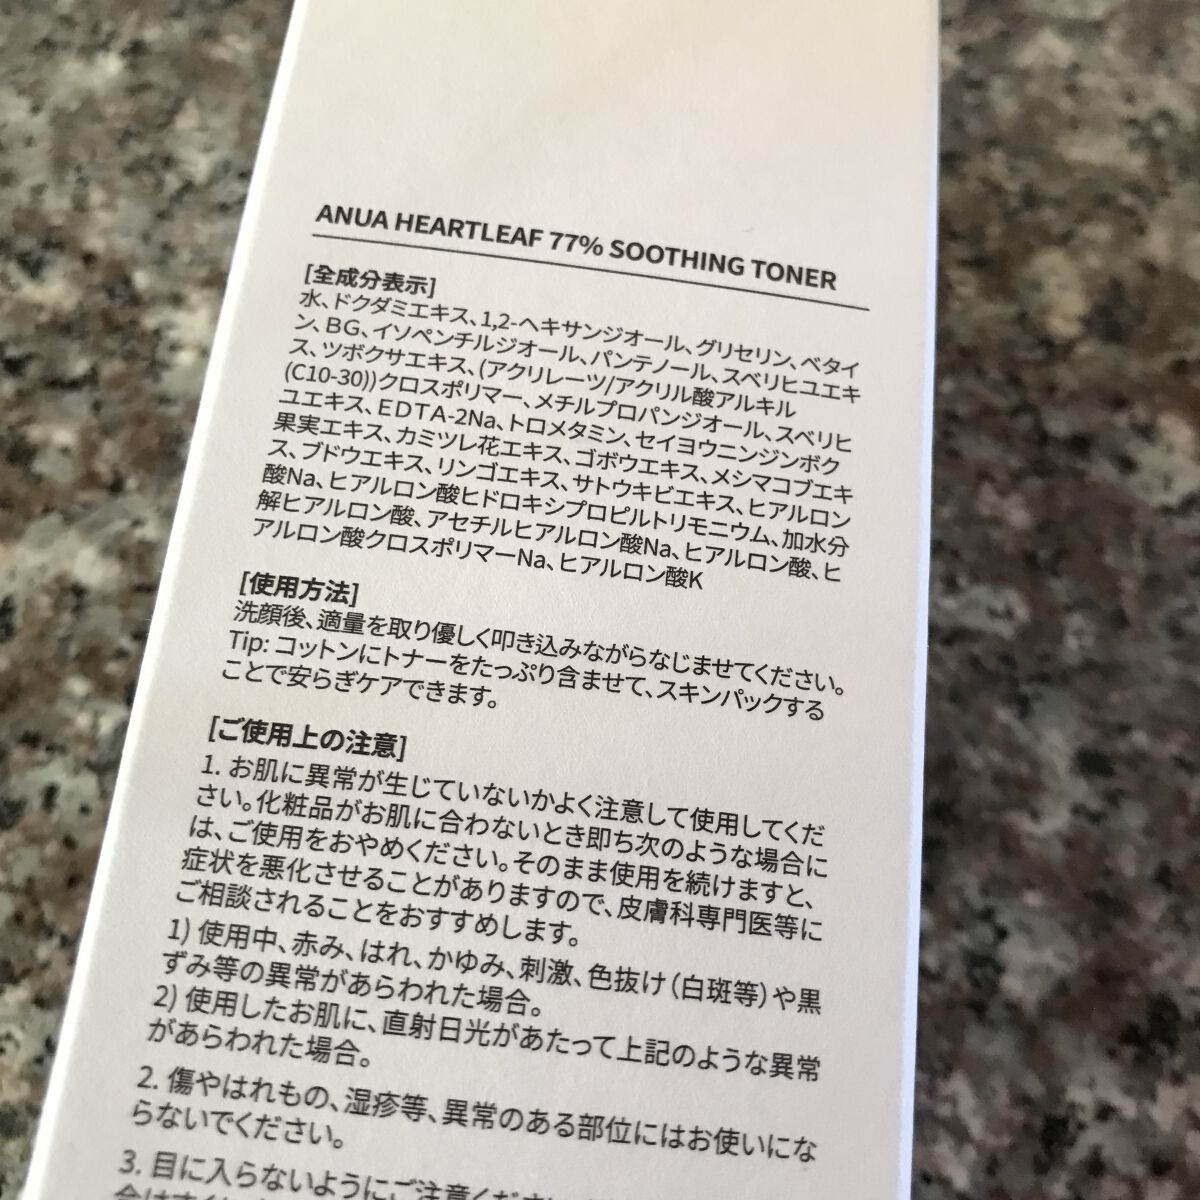 ANUA HEARTLEAF 77% SOOTHING TONER
[全成分表示]
水、ドクダミエキス、1,2-ヘキサンジオール、グリセリン、ベタイ
ン、BG、イソペンチルジオール、パンテノール、スベリヒユエキ
ス、ツボクサエキス、(アクリレーツ/アクリル酸アルキル
(C10-30))クロスポリマー、メチルプロパンジオール、スベリヒ
ユエキス、EDTA-2Na、トロメタミン、セイヨウニンジンボク
果実エキス、カミツレ花エキス、ゴボウエキス、メシマコブエキ
ス、ブドウエキス、リンゴエキス、サトウキビエキス、ヒアルロン
酸Na、ヒアルロン酸ヒドロキシプロピルトリモニウム、加水分
解ヒアルロン酸、アセチルヒアルロン酸Na、ヒアルロン酸、ヒ
アルロン酸クロスポリマーNa、ヒアルロン酸K
[使用方法]
洗顔後、適量を取り優しく叩き込みながらなじませてください。
Tip: コットンにトナーをたっぷり含ませて、スキンパックする
ことで安らぎケアできます。
[ご使用上の注意]
1. お肌に異常が生じていないかよく注意して使用してくだ
さい。化粧品がお肌に合わないとき即ち次のような場合に
は、ご使用をおやめください。そのまま使用を続けますと、
症状を悪化させることがありますので、皮膚科専門医等に
ご相談されることをおすすめします。
1) 使用中、赤み、はれ、かゆみ、刺激、色抜け(白斑等)や黒
ずみ等の異常があらわれた場合。
2) 使用したお肌に、直射日光があたって上記のような異常
があらわれた場合。
2. 傷やはれもの、湿疹等、異常のある部位にはお使いにな
らないでください。
3. 目に入らないようにご注意ください